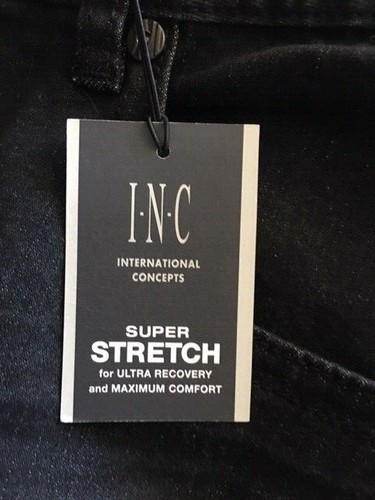 I·N·C
INTERNATIONAL
CONCEPTS
SUPER
STRETCH
for ULTRA RECOVERY
and MAXIMUM COMFORT